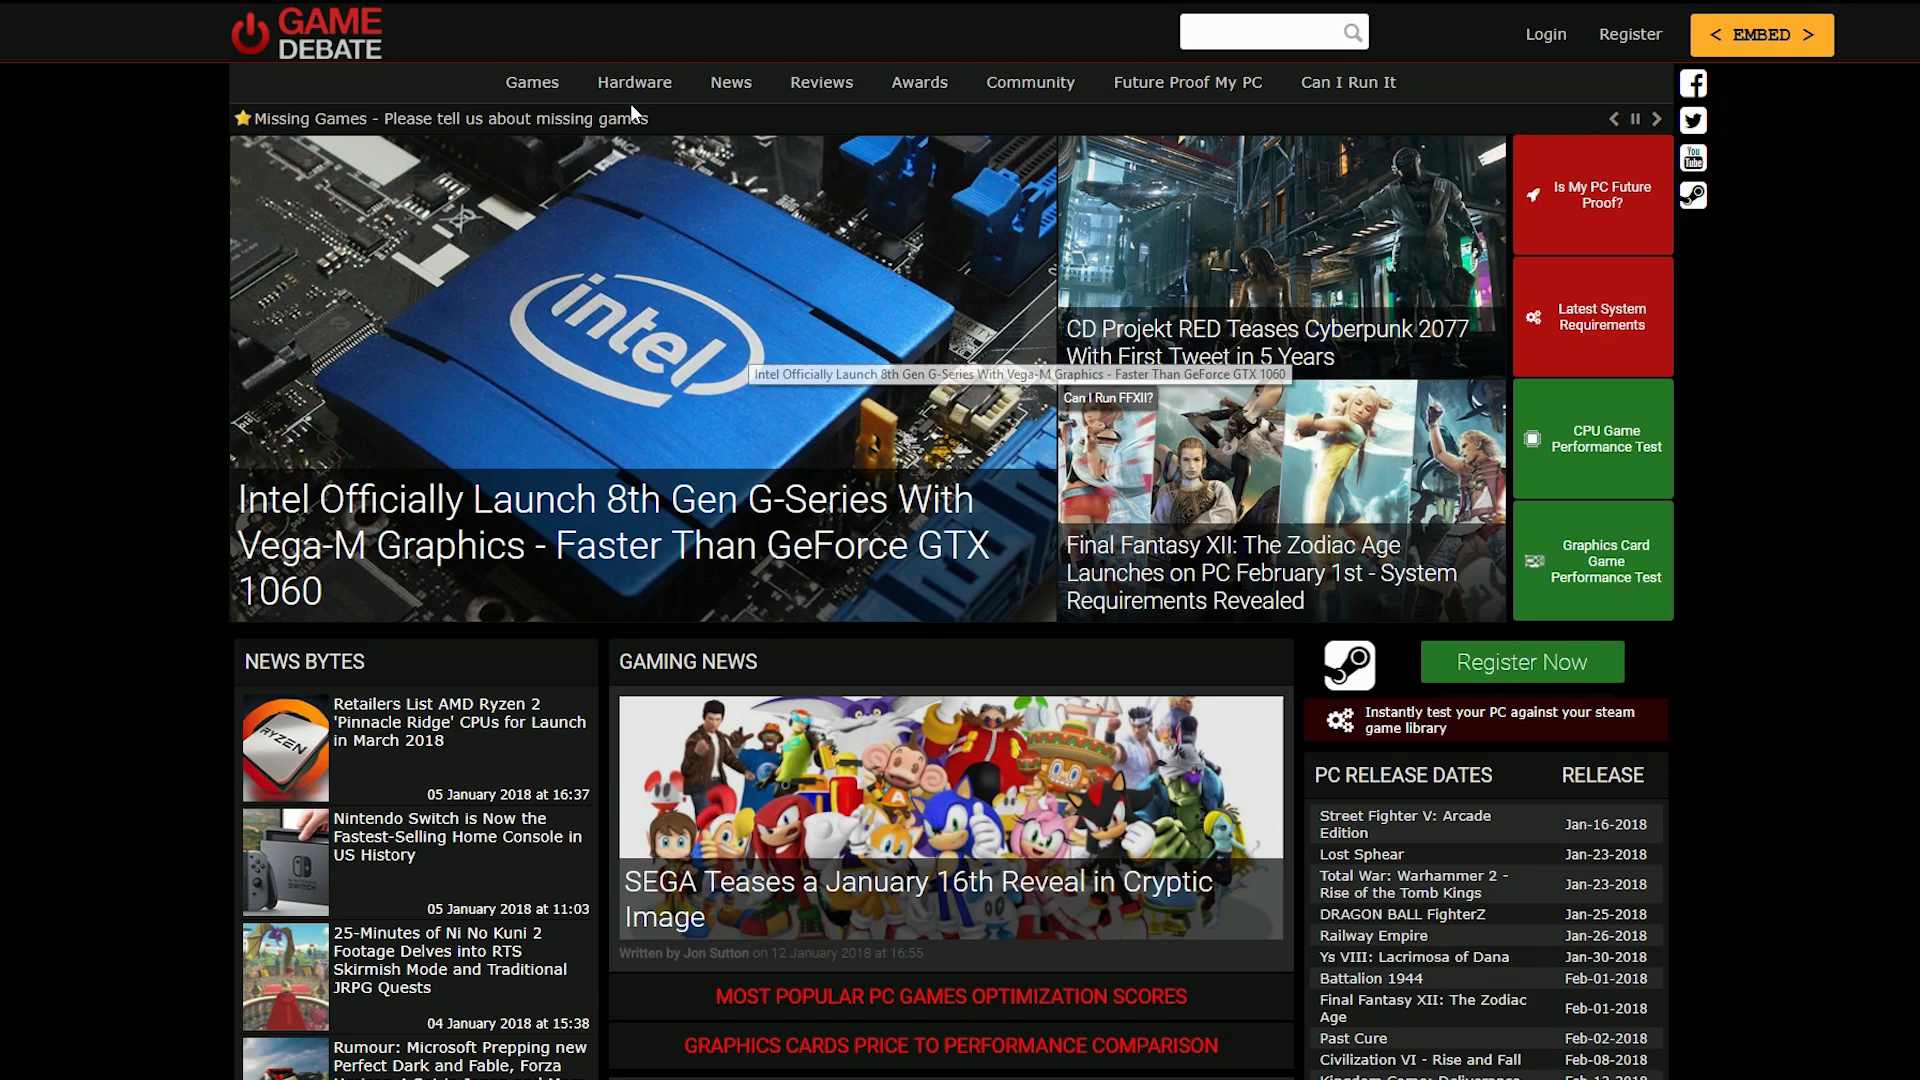 GAME
DEBATE
Login
Register
< EMBED >
Games
Hardware
News
Reviews
Awards
Community
Future Proof My PC
Can I Run It
Missing Games - Please tell us about missing games
intel
Intel Officially Launch 8th Gen G-Series With
Vega-M Graphics - Faster Than GeForce GTX
1060
CD Projekt RED Teases Cyberpunk 2077
With First Tweet in 5 Years
Intel Officially Launch 8th Gen G-Series With Vega-M Graphics - Faster Than GeForce GTX 1060
Can I Run FFXII?
Final Fantasy XII: The Zodiac Age
Launches on PC February 1st - System
Requirements Revealed
Is My PC Future
Proof?
Latest System
Requirements
CPU Game
Performance Test
Graphics Card
Game
Performance Test
You
Tube
NEWS BYTES
RYZEN
Retailers List AMD Ryzen 2
'Pinnacle Ridge' CPUs for Launch
in March 2018
05 January 2018 at 16:37
Nintendo Switch is Now the
Fastest-Selling Home Console in
US History
05 January 2018 at 11:03
25-Minutes of Ni No Kuni 2
Footage Delves into RTS
Skirmish Mode and Traditional
JRPG Quests
04 January 2018 at 15:38
Rumour: Microsoft Prepping new
Perfect Dark and Fable, Forza
GAMING NEWS
SEGA Teases a January 16th Reveal in Cryptic
Image
Written by Jon Sutton on 12 January 2018 at 16:55
MOST POPULAR PC GAMES OPTIMIZATION SCORES
GRAPHICS CARDS PRICE TO PERFORMANCE COMPARISON
Register Now
Instantly test your PC against your steam
game library
PC RELEASE DATES RELEASE
Street Fighter V: Arcade
Edition
Jan-16-2018
Lost Sphear Jan-23-2018
Total War: Warhammer 2 -
Rise of the Tomb Kings
Jan-23-2018
DRAGON BALL FighterZ Jan-25-2018
Railway Empire Jan-26-2018
Ys VIII: Lacrimosa of Dana Jan-30-2018
Battalion 1944 Feb-01-2018
Final Fantasy XII: The Zodiac
Age
Feb-01-2018
Past Cure Feb-02-2018
Civilization VI - Rise and Fall Feb-08-2018